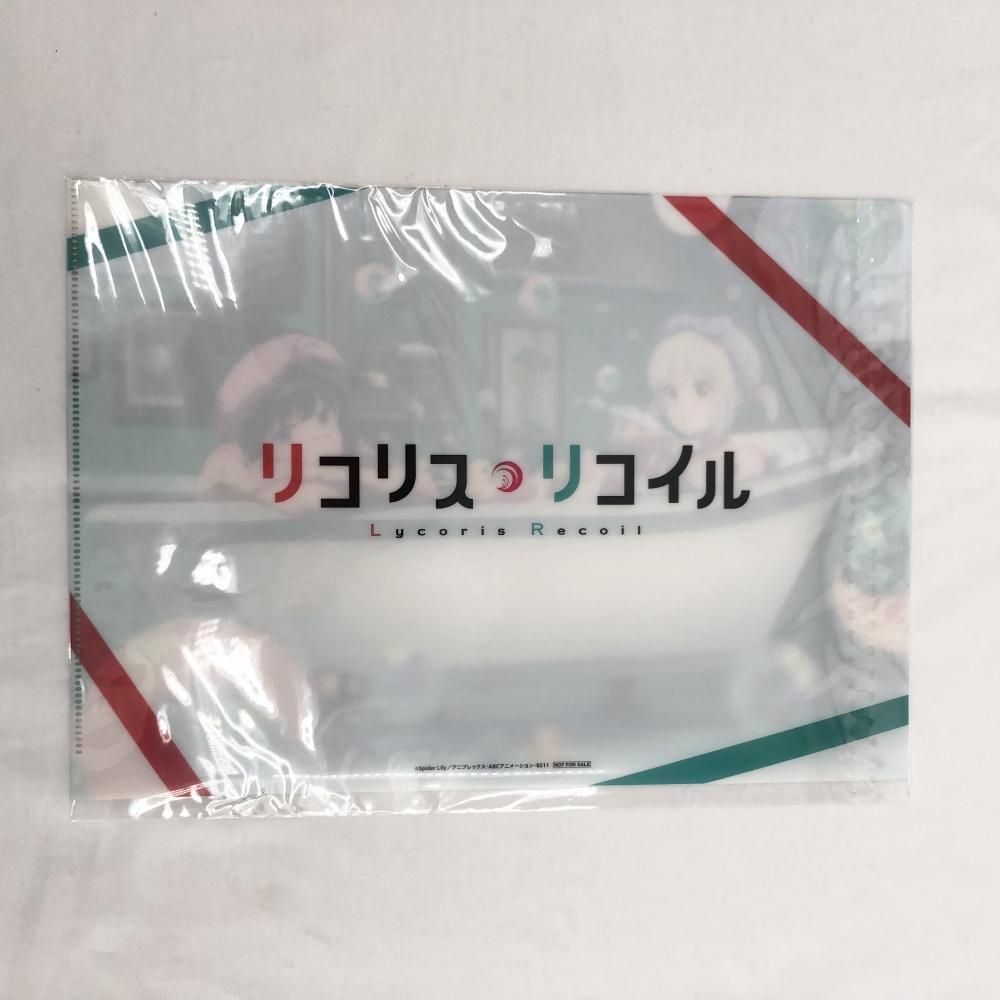 リコリス・リコイル
Lycoris Recoil
©Spider Lily／アニプレックス・ABCアニメーション・BS11 NOT FOR SALE